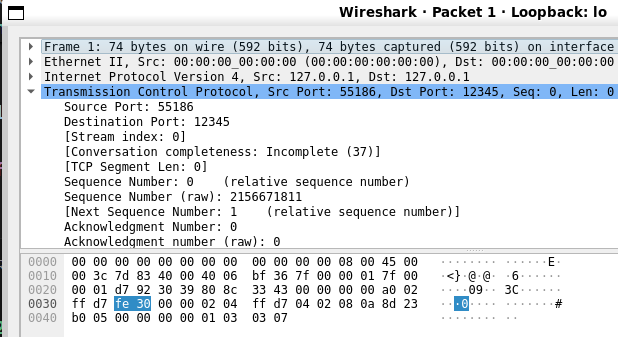 Wireshark · Packet 1 · Loopback: lo
Frame 1: 74 bytes on wire (592 bits), 74 bytes captured (592 bits) on interface
Ethernet II, Src: 00:00:00_00:00:00 (00:00:00:00:00:00), Dst: 00:00:00_00:00:00
Internet Protocol Version 4, Src: 127.0.0.1, Dst: 127.0.0.1
Transmission Control Protocol, Src Port: 55186, Dst Port: 12345, Seq: 0, Len: 0
Source Port: 55186
Destination Port: 12345
[Stream index: 0]
[Conversation completeness: Incomplete (37)]
[TCP Segment Len: 0]
Sequence Number: 0    (relative sequence number)
Sequence Number (raw): 2156671811
[Next Sequence Number: 1    (relative sequence number)]
Acknowledgment Number: 0
Acknowledgment number (raw): 0
0000  00 00 00 00 00 00 00 00  00 00 00 00 08 00 45 00  ········ ······E·
0010  00 3c 7d 83 40 00 40 06  bf 36 7f 00 00 01 7f 00  ·<}·@·@· ·6······
0020  00 01 d7 92 30 39 80 8c  33 43 00 00 00 00 a0 02  ····09·· 3C······
0030  ff d7 fe 30 00 00 02 04  ff d7 04 02 08 0a 8d 23  ···0···· ·······#
0040  b0 05 00 00 00 00 01 03  03 07  ········ ··